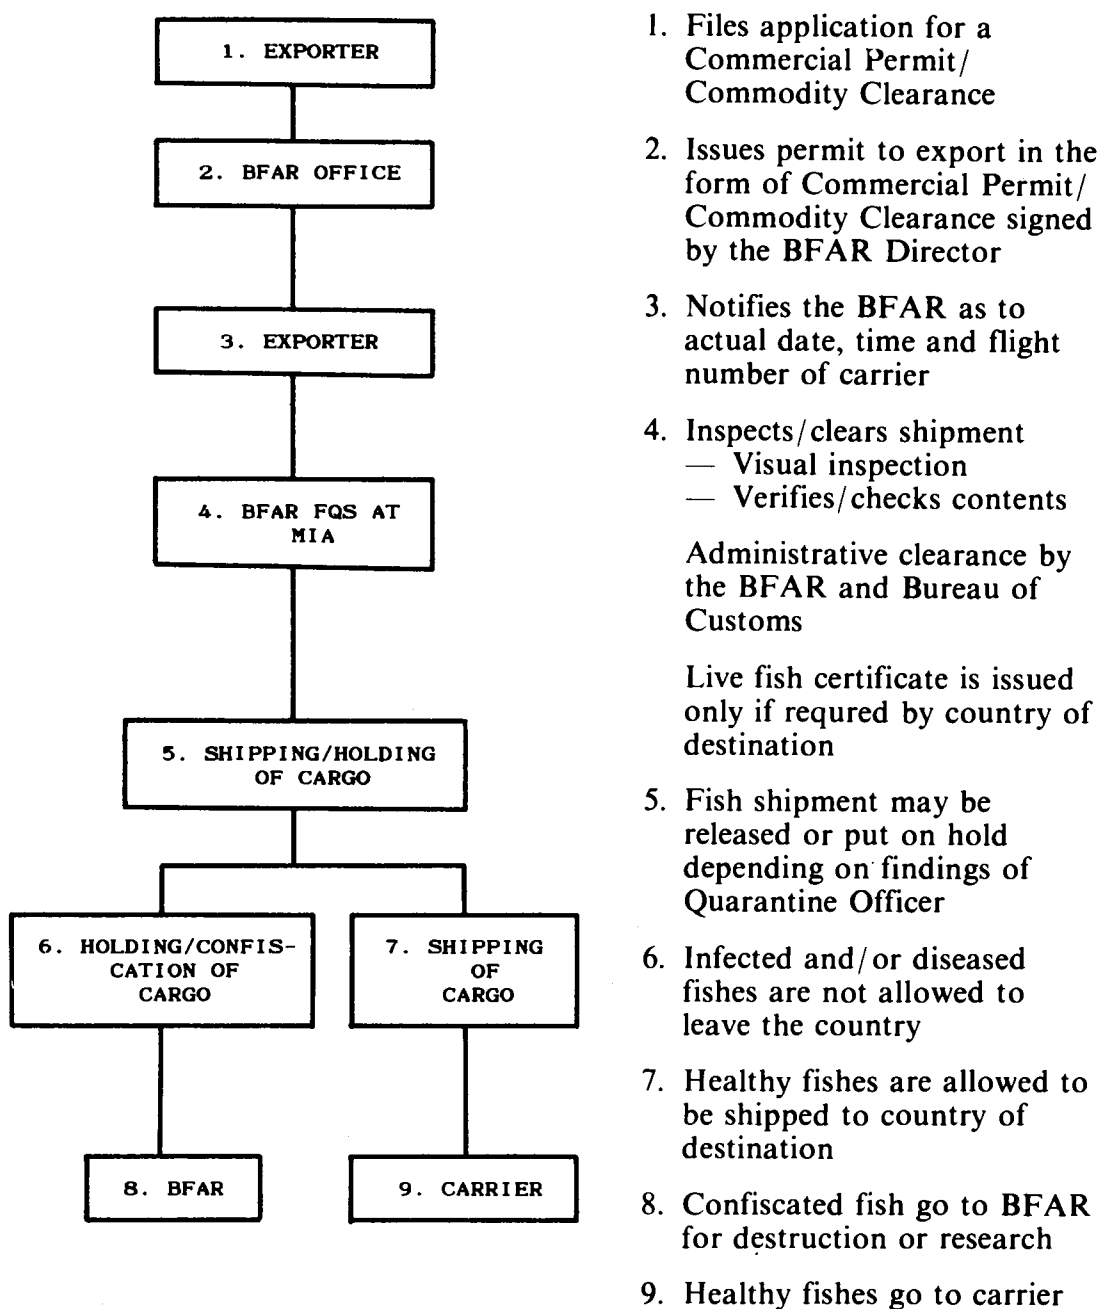 1. EXPORTER
2. BFAR OFFICE
3. EXPORTER
4. BFAR FQS AT
MIA
5. SHIPPING/HOLDING
OF CARGO
6. HOLDING/CONFIS-
CATION OF
CARGO
7. SHIPPING
OF
CARGO
8. BFAR
9. CARRIER
1. Files application for a
Commercial Permit/
Commodity Clearance
2. Issues permit to export in the
form of Commercial Permit/
Commodity Clearance signed
by the BFAR Director
3. Notifies the BFAR as to
actual date, time and flight
number of carrier
4. Inspects/clears shipment
— Visual inspection
— Verifies/checks contents
Administrative clearance by
the BFAR and Bureau of
Customs
Live fish certificate is issued
only if requred by country of
destination
5. Fish shipment may be
released or put on hold
depending on findings of
Quarantine Officer
6. Infected and/or diseased
fishes are not allowed to
leave the country
7. Healthy fishes are allowed to
be shipped to country of
destination
8. Confiscated fish go to BFAR
for destruction or research
9. Healthy fishes go to carrier